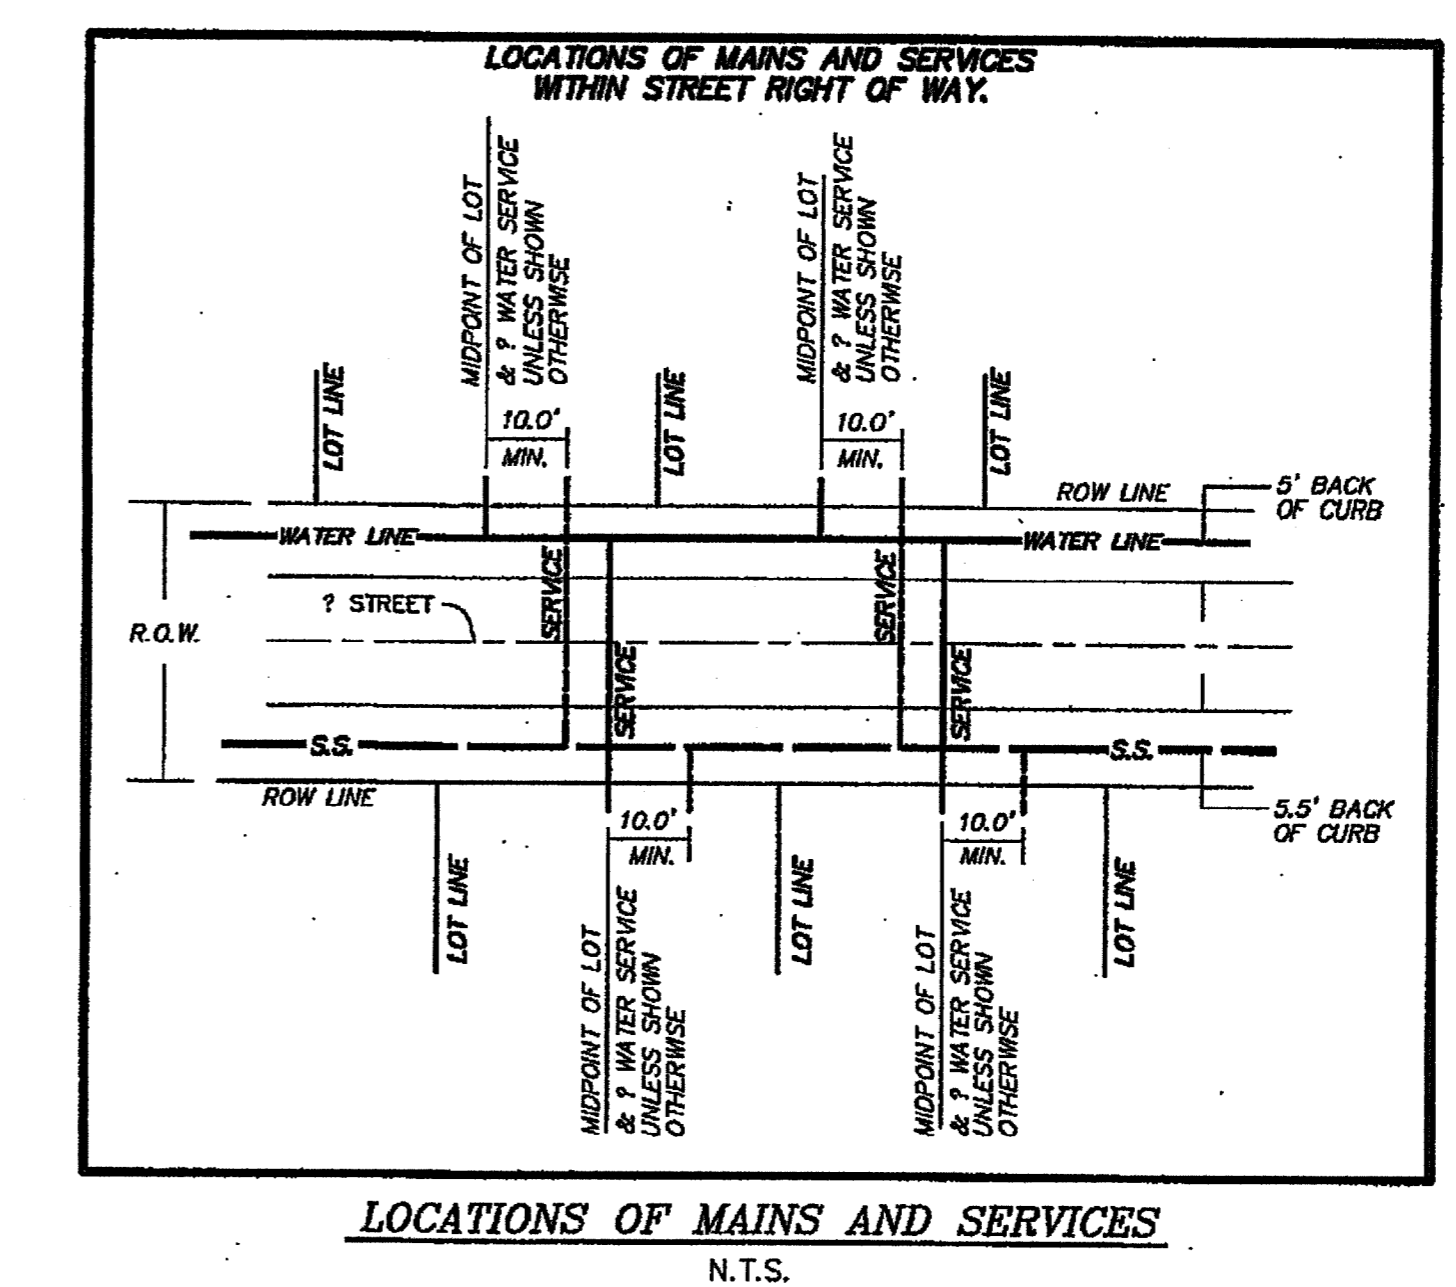 LOCATIONS OF MAINS AND SERVICES
WITHIN STREET RIGHT OF WAY.
MIDPOINT OF LOT
& ? WATER SERVICE
UNLESS SHOWN
OTHERWISE
MIDPOINT OF LOT
& ? WATER SERVICE
UNLESS SHOWN
OTHERWISE
LOT LINE
10.0'
MIN.
LOT LINE
10.0'
MIN.
LOT LINE
ROW LINE
5' BACK
OF CURB
WATER LINE
WATER LINE
SERVICE
SERVICE
? STREET
R.O.W.
SERVICE
SERVICE
S.S.
S.S.
ROW LINE
5.5' BACK
OF CURB
10.0'
MIN.
10.0'
MIN.
LOT LINE
LOT LINE
LOT LINE
MIDPOINT OF LOT
& ? WATER SERVICE
UNLESS SHOWN
OTHERWISE
MIDPOINT OF LOT
& ? WATER SERVICE
UNLESS SHOWN
OTHERWISE
LOCATIONS OF MAINS AND SERVICES
N.T.S.